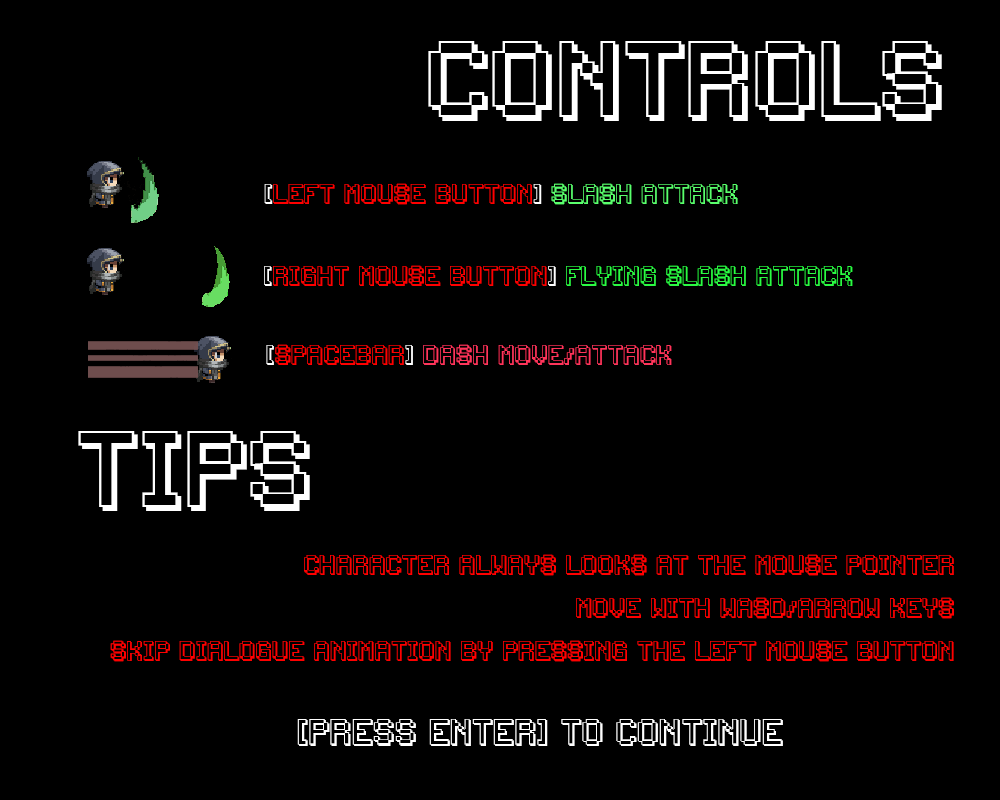 CONTROLS
[LEFT MOUSE BUTTON] SLASH ATTACK
[RIGHT MOUSE BUTTON] FLYING SLASH ATTACK
[SPACEBAR] DASH MOVE/ATTACK
TIPS
CHARACTER ALWAYS LOOKS AT THE MOUSE POINTER
MOVE WITH WASD/ARROW KEYS
SKIP DIALOGUE ANIMATION BY PRESSING THE LEFT MOUSE BUTTON
[PRESS ENTER] TO CONTINUE